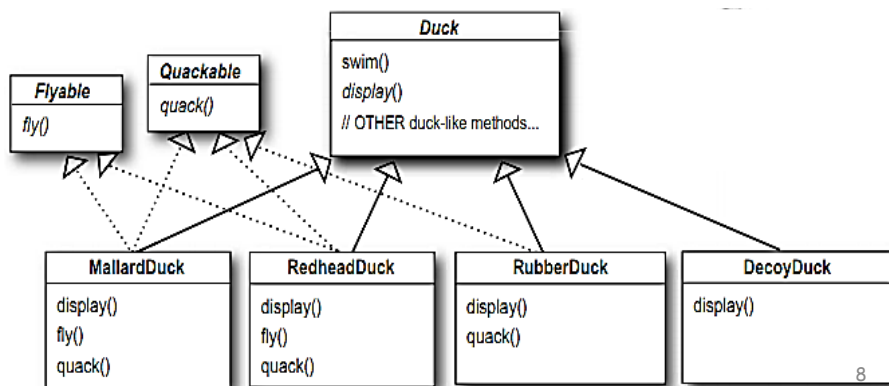 Duck
swim()
display()
// OTHER duck-like methods...
Quackable
quack()
Flyable
fly()
MallardDuck
display()
fly()
quack()
RedheadDuck
display()
fly()
quack()
RubberDuck
display()
quack()
DecoyDuck
display()
8